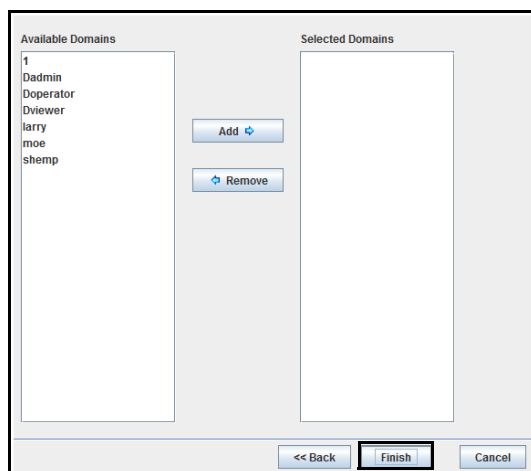 Available Domains
Selected Domains
1
Dadmin
Doperator
Dviewer
larry
moe
shemp
Add
Remove
<< Back
Finish
Cancel